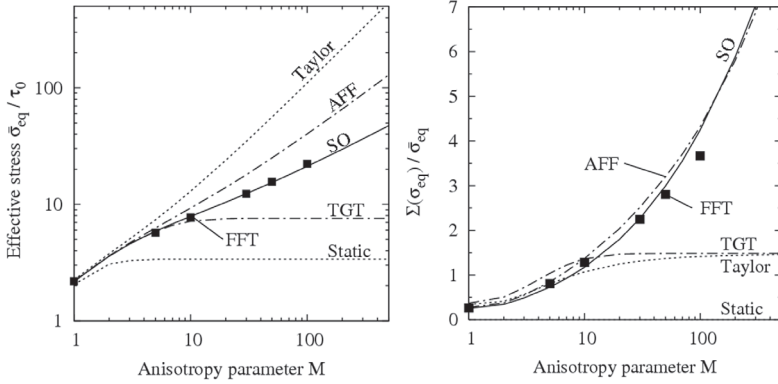 Effective stress σ̄eq / τ0
100
10
1
1
10
100
Anisotropy parameter M
Taylor
AFF
SO
TGT
FFT
Static
Σ(σeq) / σ̄eq
7
6
5
4
3
2
1
0
1
10
100
Anisotropy parameter M
SO
AFF
FFT
TGT
Taylor
Static